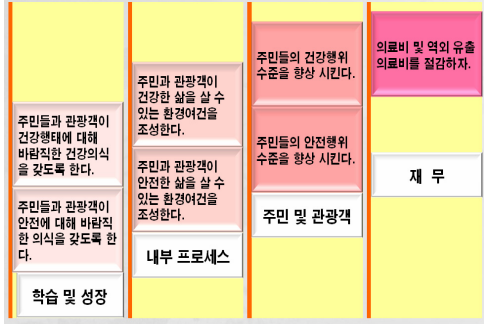 주민들과 관광객이
건강행태에 대해
바람직한 건강의식
을 갖도록 한다.
주민들과 관광객이
안전에 대해 바람직
한 의식을 갖도록 한
다.
학습 및 성장
주민과 관광객이
건강한 삶을 살 수
있는 환경여건을
조성한다.
주민과 관광객이
안전한 삶을 살 수
있는 환경여건을
조성한다.
내부 프로세스
주민들의 건강행위
수준을 향상 시킨다.
주민들의 안전행위
수준을 향상 시킨다.
주민 및 관광객
의료비 및 역외 유출
의료비를 절감하자.
재 무